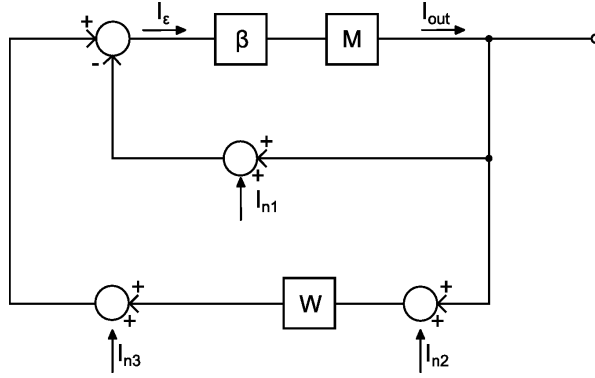 + Iε Iout
β M
-
+
+
In1
W
+ +
+ +
In3 In2